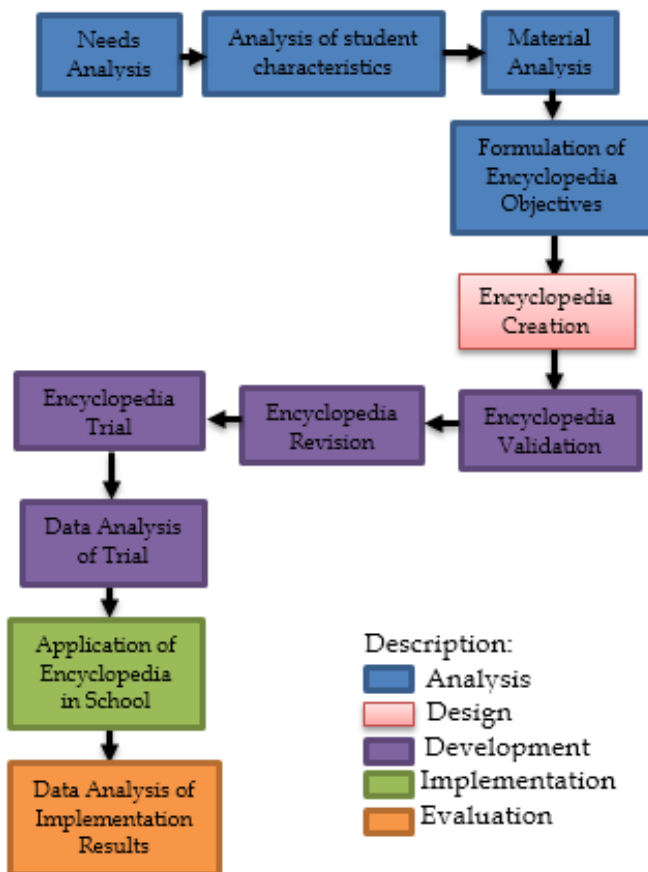 Needs
Analysis
Analysis of student
characteristics
Material
Analysis
Formulation of
Encyclopedia
Objectives
Encyclopedia
Creation
Encyclopedia
Validation
Encyclopedia
Revision
Encyclopedia
Trial
Data Analysis
of Trial
Application of
Encyclopedia
in School
Data Analysis of
Implementation
Results
Description:
Analysis
Design
Development
Implementation
Evaluation